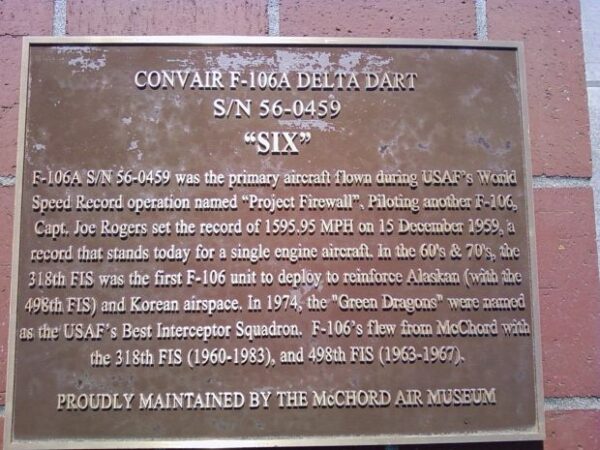 CONVAIR F-106A DELTA DART
S/N 56-0459
“SIX”
F-106A S/N 56-0459 was the primary aircraft flown during USAF’s World
Speed Record operation named “Project Firewall”. Piloting another F-106,
Capt. Joe Rogers set the record of 1595.95 MPH on 15 December 1959, a
record that stands today for a single engine aircraft. In the 60's & 70's, the
318th FIS was the first F-106 unit to deploy to reinforce Alaskan (with the
498th FIS) and Korean airspace. In 1974, the "Green Dragons" were named
as the USAF’s Best Interceptor Squadron. F-106’s flew from McChord with
the 318th FIS (1960-1983), and 498th FIS (1963-1967).
PROUDLY MAINTAINED BY THE McCHORD AIR MUSEUM